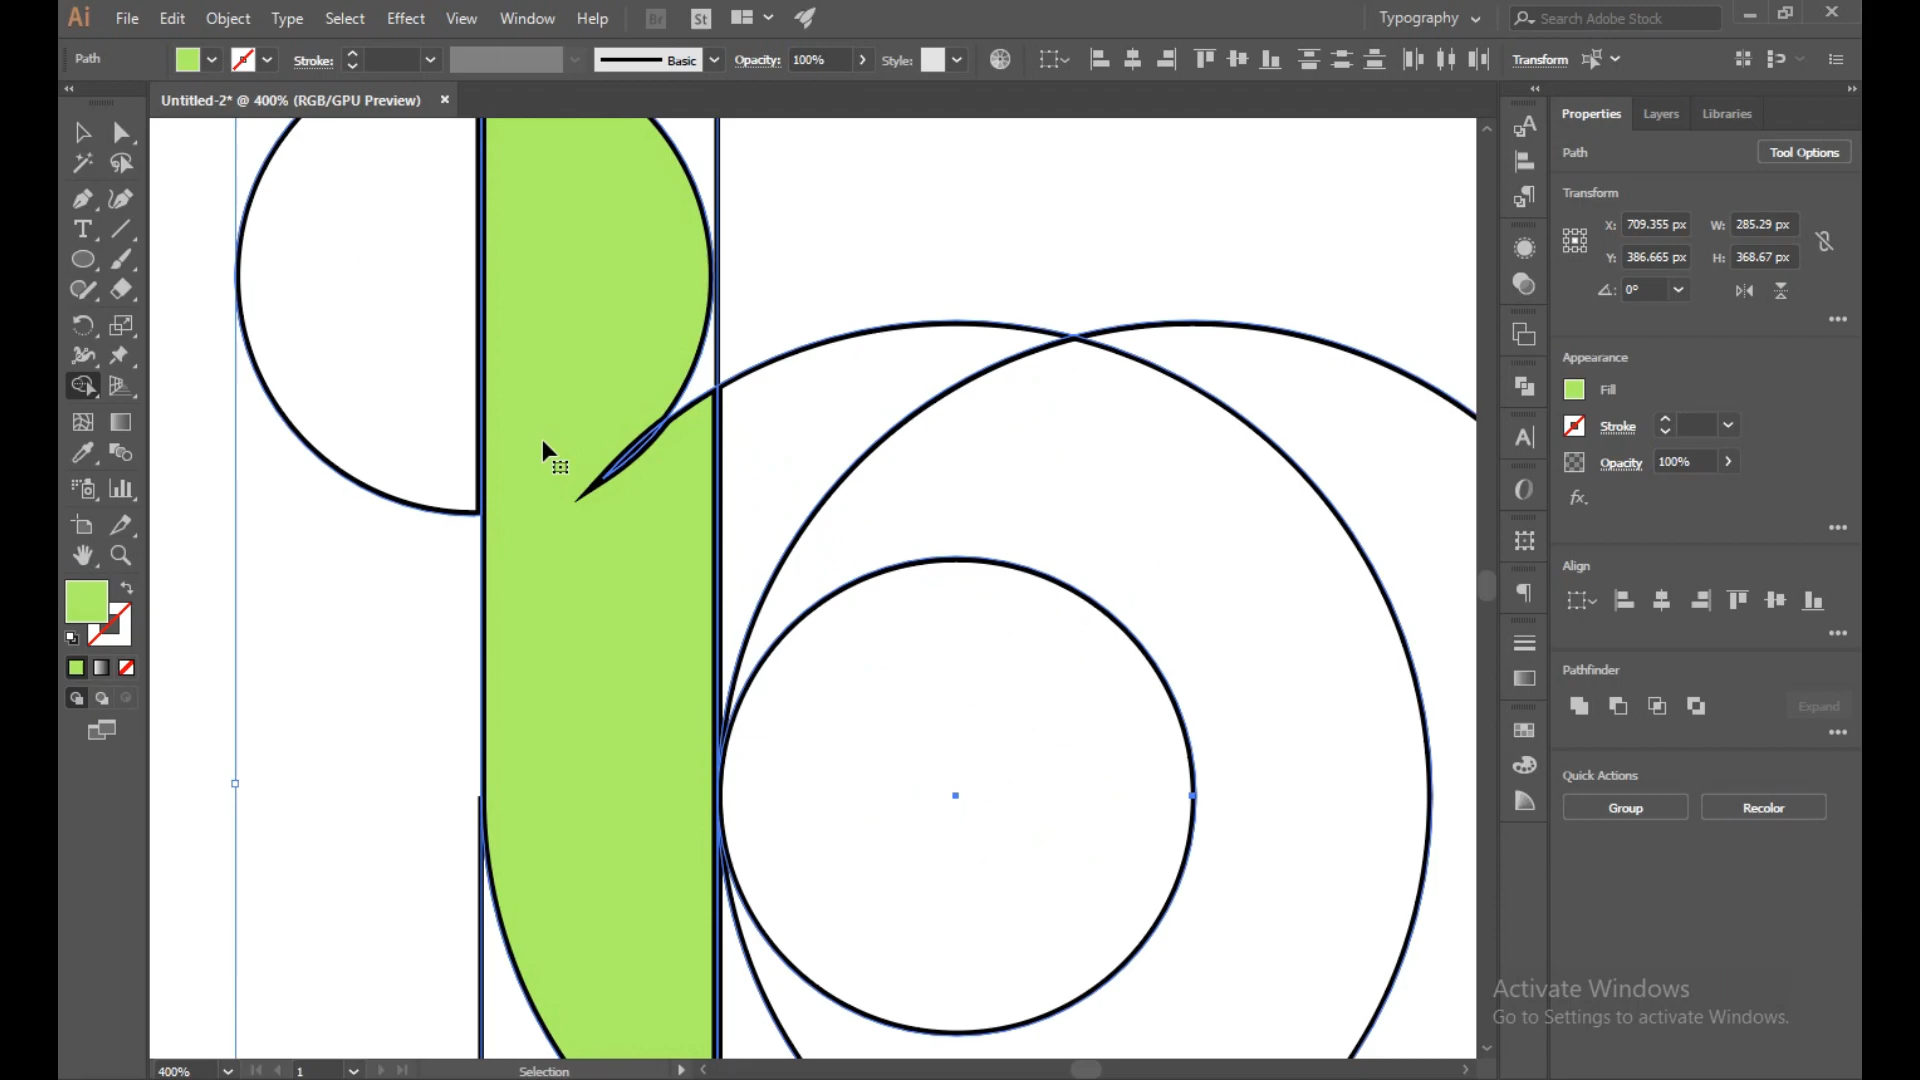 Ai File Edit Object Type Select Effect View Window Help Br St Typography Search Adobe Stock
Path Stroke: Basic Opacity: 100% Style: Transform
Untitled-2* @ 400% (RGB/GPU Preview) ×
Properties Layers Libraries
Path Tool Options
Transform
X: 709.355 px W: 285.29 px
Y: 386.665 px H: 368.67 px
0°
Appearance
Fill
Stroke
Opacity 100%
fx.
Align
Pathfinder
Expand
Quick Actions
Group Recolor
Activate Windows
Go to Settings to activate Windows.
400% 1 Selection